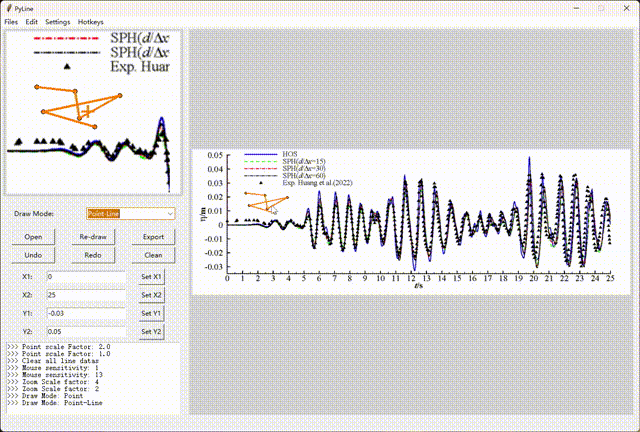 PyLine
Files Edit Settings Hotkeys
SPH(d/Δx
SPH(d/Δx
Exp. Huar
Draw Mode: Point-Line
Open Re-draw Export
Undo Redo Clean
X1: 0 Set X1
X2: 25 Set X2
Y1: -0.03 Set Y1
Y2: 0.05 Set Y2
>>> Point scale Factor: 2.0
>>> Point scale Factor: 1.0
>>> Clear all line datas
>>> Mouse sensitivity: 1
>>> Mouse sensitivity: 13
>>> Zoom Scale factor: 4
>>> Zoom Scale factor: 2
>>> Draw Mode: Point
>>> Draw Mode: Point-Line
HOS
SPH(d/Δx=15)
SPH(d/Δx=30)
SPH(d/Δx=60)
Exp. Huang et al.(2022)
0.05
0.04
0.03
0.02
0.01
0
-0.01
-0.02
-0.03
η/m
0 1 2 3 4 5 6 7 8 9 10 11 12 13 14 15 16 17 18 19 20 21 22 23 24 25
t/s